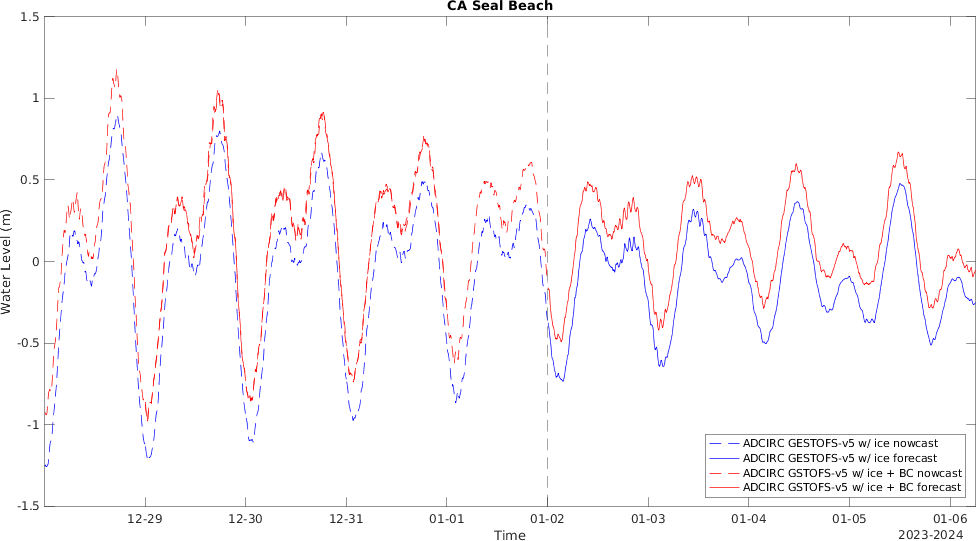 CA Seal Beach
Water Level (m)
1.5
1
0.5
0
-0.5
-1
-1.5
12-29
12-30
12-31
01-01
01-02
01-03
01-04
01-05
01-06
Time
2023-2024
ADCIRC GESTOFS-v5 w/ ice nowcast
ADCIRC GESTOFS-v5 w/ ice forecast
ADCIRC GSTOFS-v5 w/ ice + BC nowcast
ADCIRC GSTOFS-v5 w/ ice + BC forecast